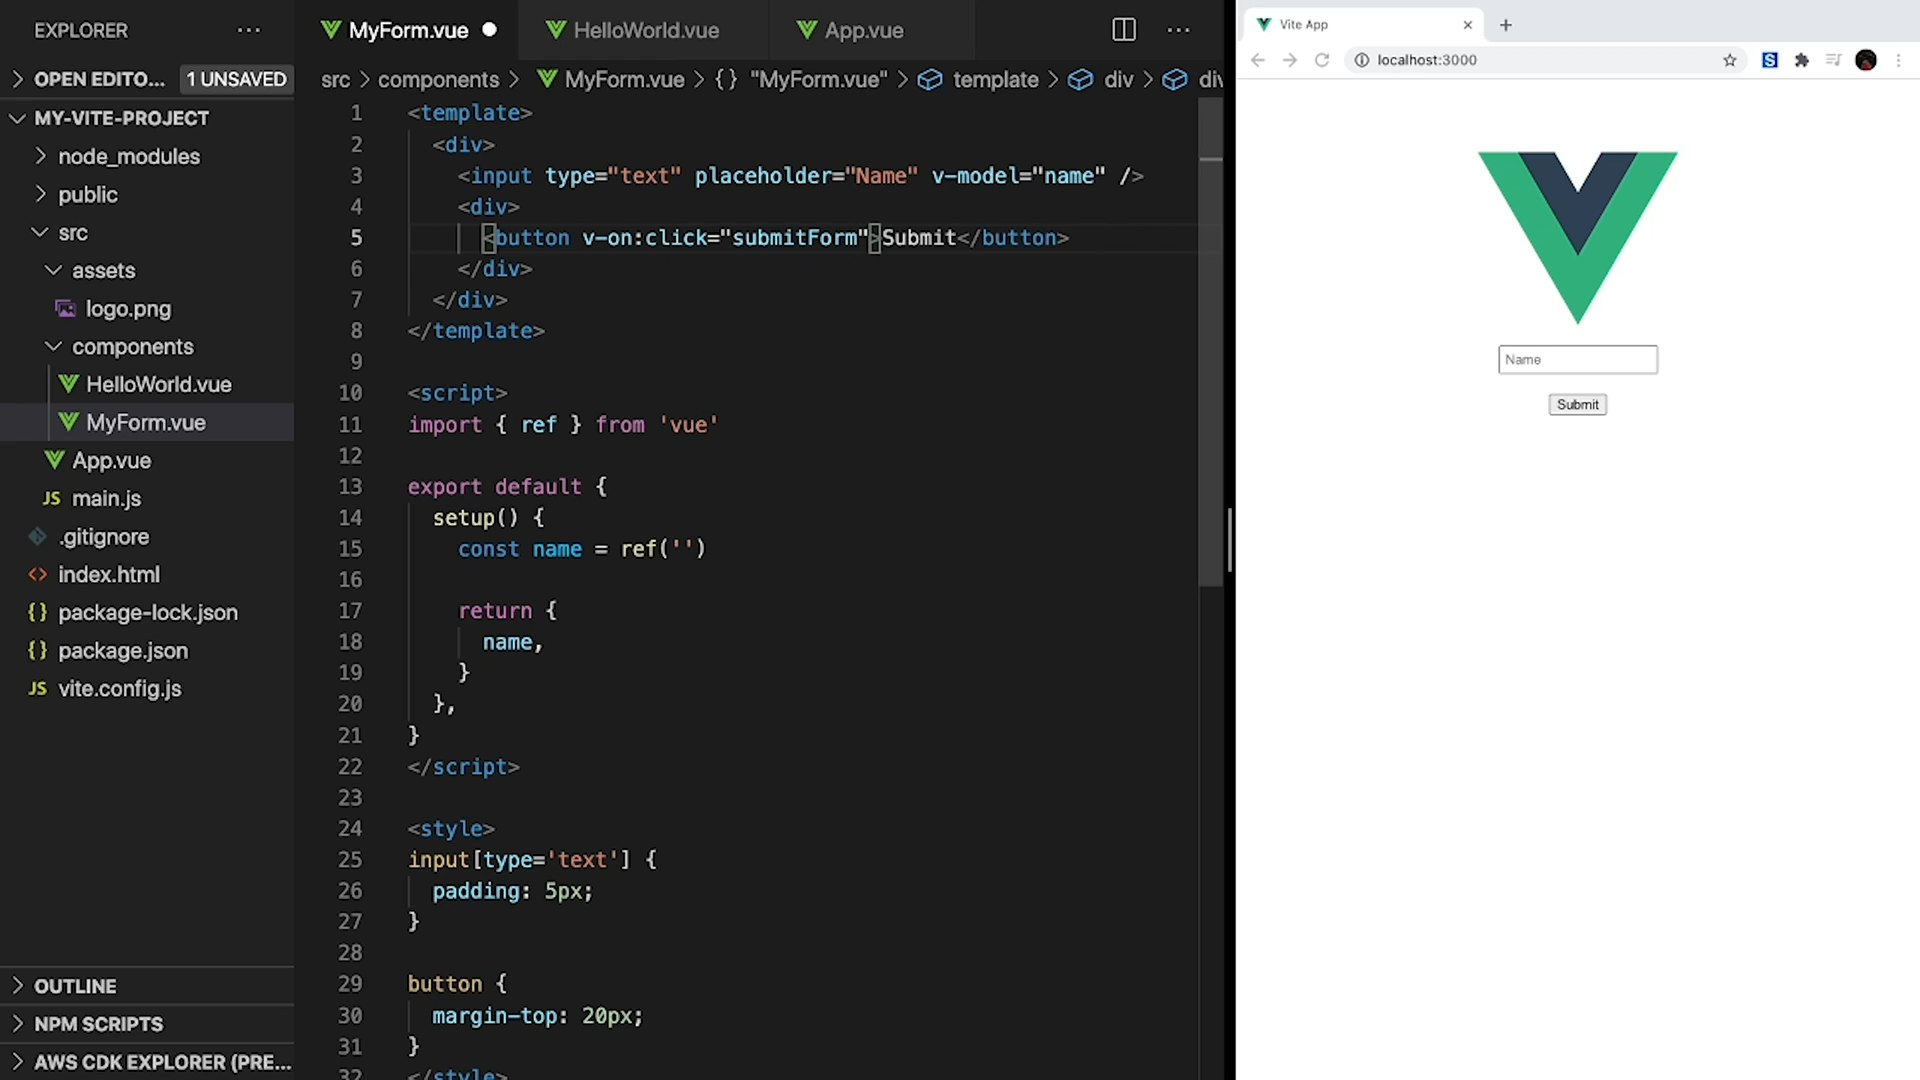 EXPLORER
OPEN EDITO... 1 UNSAVED
MY-VITE-PROJECT
node_modules
public
src
assets
logo.png
components
HelloWorld.vue
MyForm.vue
App.vue
JS main.js
.gitignore
<> index.html
{} package-lock.json
{} package.json
JS vite.config.js
OUTLINE
NPM SCRIPTS
AWS CDK EXPLORER (PRE...
MyForm.vue HelloWorld.vue App.vue
src > components > MyForm.vue > {} "MyForm.vue" > template > div > div
1 <template>
2 <div>
3 <input type="text" placeholder="Name" v-model="name" />
4 <div>
5 <button v-on:click="submitForm">Submit</button>
6 </div>
7 </div>
8 </template>
9
10 <script>
11 import { ref } from 'vue'
12
13 export default {
14 setup() {
15 const name = ref('')
16
17 return {
18 name,
19 }
20 },
21 }
22 </script>
23
24 <style>
25 input[type='text'] {
26 padding: 5px;
27 }
28
29 button {
30 margin-top: 20px;
31 }
32 </style>
Vite App
localhost:3000
Name
Submit